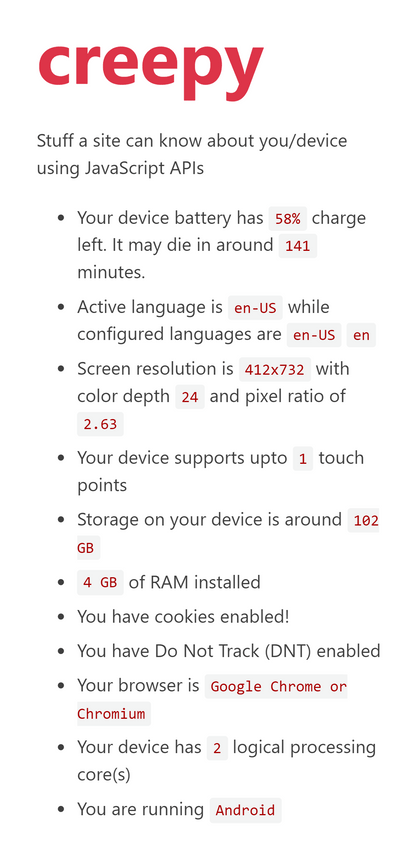 creepy
Stuff a site can know about you/device
using JavaScript APIs
• Your device battery has 58% charge
left. It may die in around 141
minutes.
• Active language is en-US while
configured languages are en-US en
• Screen resolution is 412x732 with
color depth 24 and pixel ratio of
2.63
• Your device supports upto 1 touch
points
• Storage on your device is around 102
GB
• 4 GB of RAM installed
• You have cookies enabled!
• You have Do Not Track (DNT) enabled
• Your browser is Google Chrome or
Chromium
• Your device has 2 logical processing
core(s)
• You are running Android